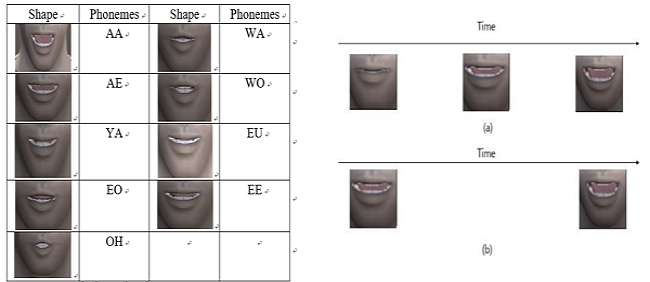 Shape Phonemes Shape Phonemes
AA WA
AE WO
YA EU
EO EE
OH
Time
(a)
Time
(b)